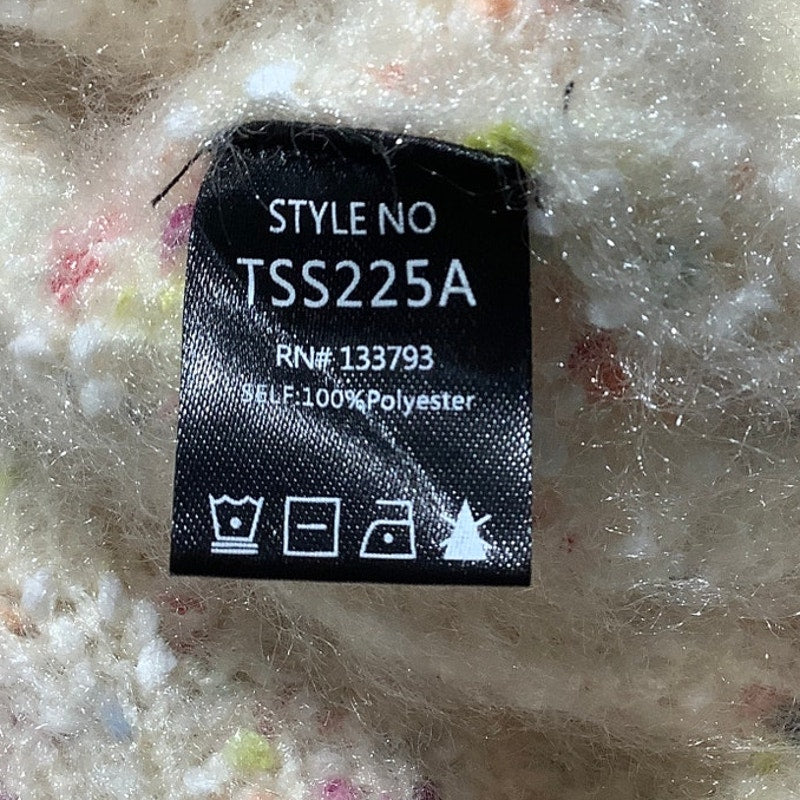 STYLE NO
TSS225A
RN# 133793
SELF:100%Polyester